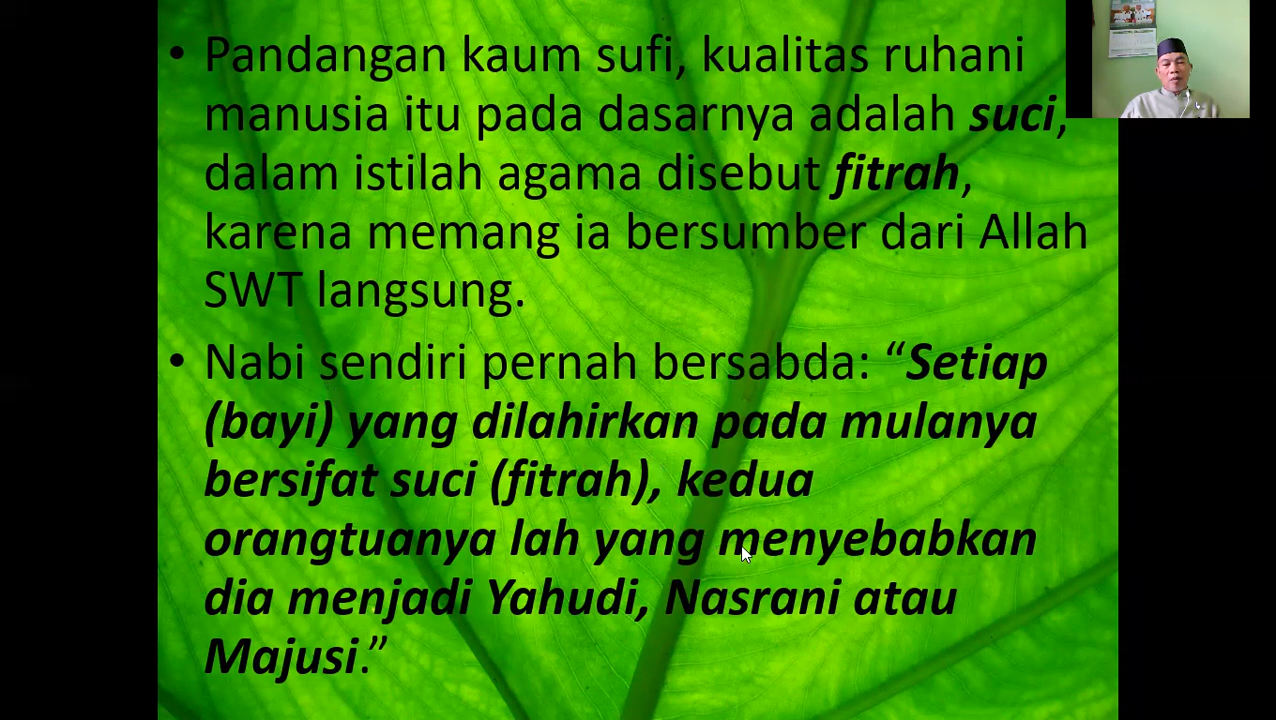 • Pandangan kaum sufi, kualitas ruhani
manusia itu pada dasarnya adalah suci,
dalam istilah agama disebut fitrah,
karena memang ia bersumber dari Allah
SWT langsung.
• Nabi sendiri pernah bersabda: “Setiap
(bayi) yang dilahirkan pada mulanya
bersifat suci (fitrah), kedua
orangtuanya lah yang menyebabkan
dia menjadi Yahudi, Nasrani atau
Majusi.”